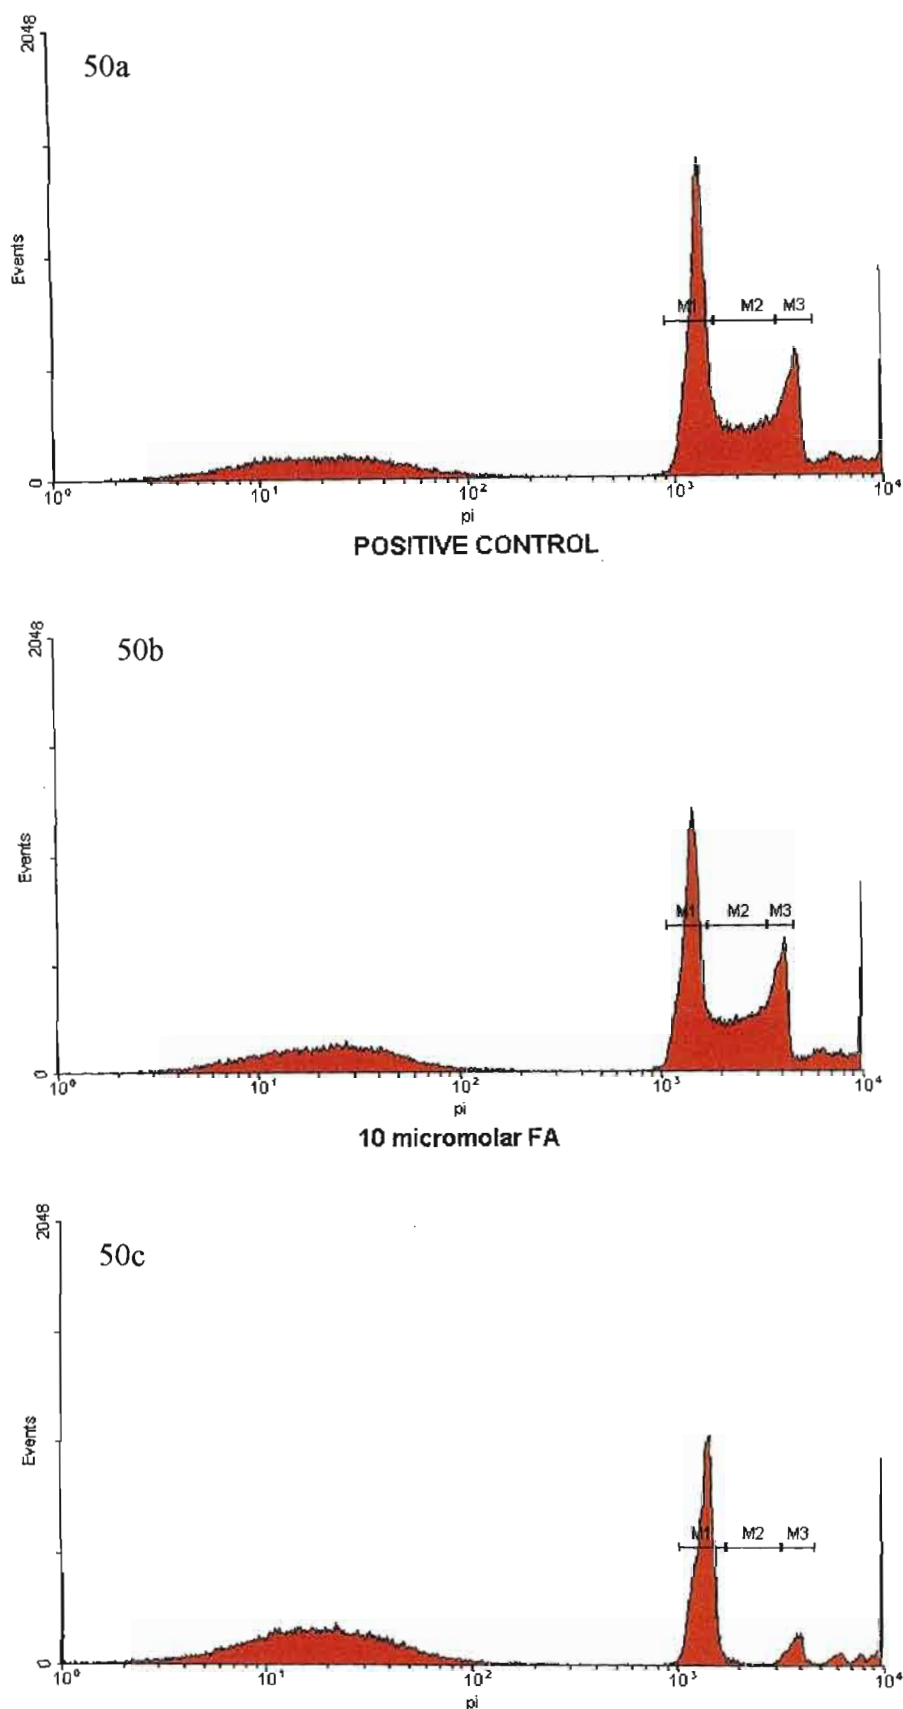 2048
50a
Events
M1 M2 M3
0
10⁰ 10¹ 10² 10³ 10⁴
pi
POSITIVE CONTROL
2048
50b
Events
M1 M2 M3
0
10⁰ 10¹ 10² 10³ 10⁴
pi
10 micromolar FA
2048
50c
Events
M1 M2 M3
0
10⁰ 10¹ 10² 10³ 10⁴
pi